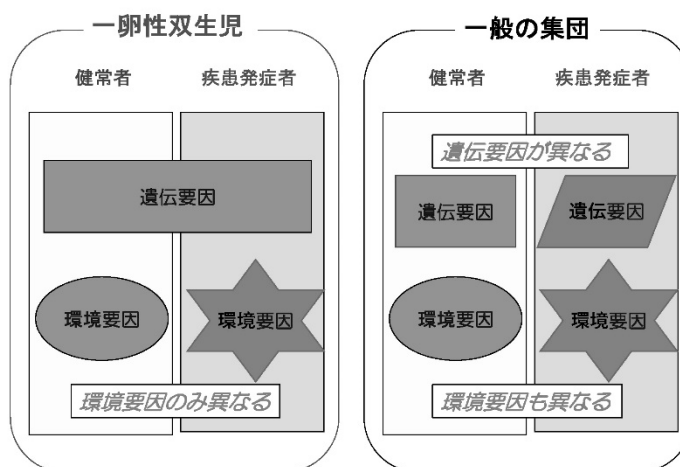 一卵性双生児
健常者
疾患発症者
遺伝要因
環境要因
環境要因
環境要因のみ異なる
一般の集団
健常者
疾患発症者
遺伝要因が異なる
遺伝要因
遺伝要因
環境要因
環境要因
環境要因も異なる